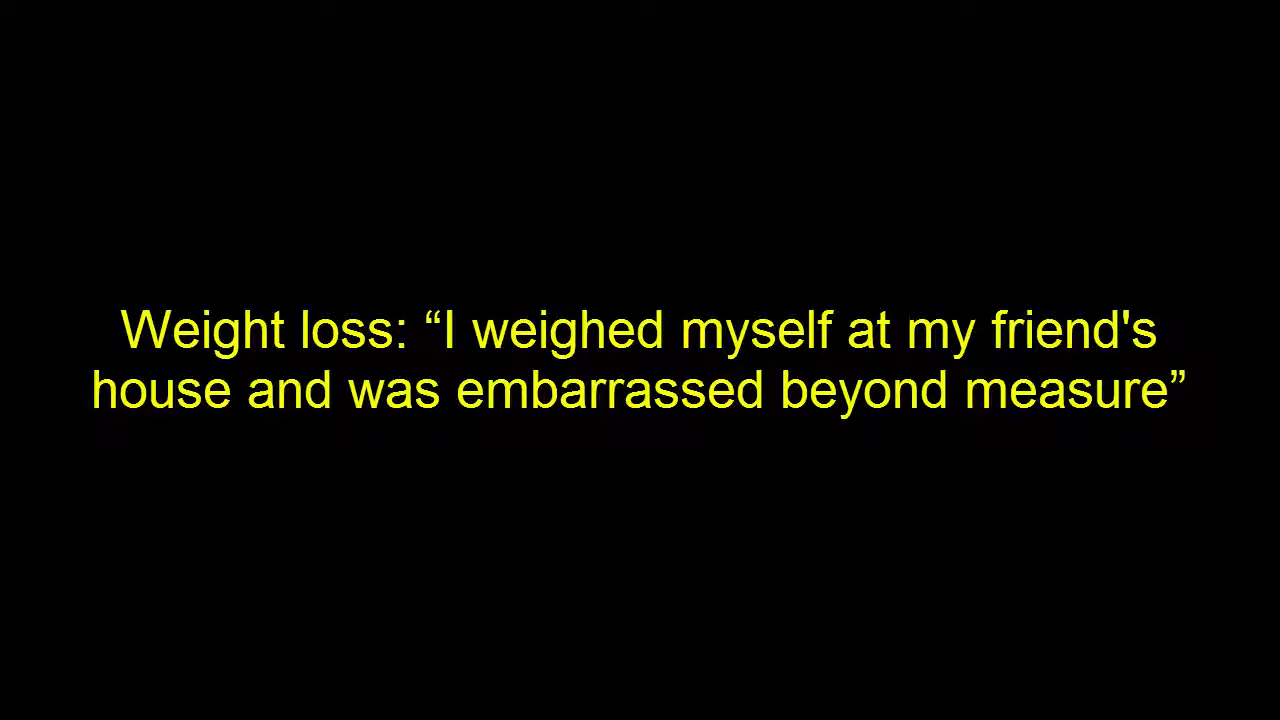 Weight loss: “I weighed myself at my friend's
house and was embarrassed beyond measure”